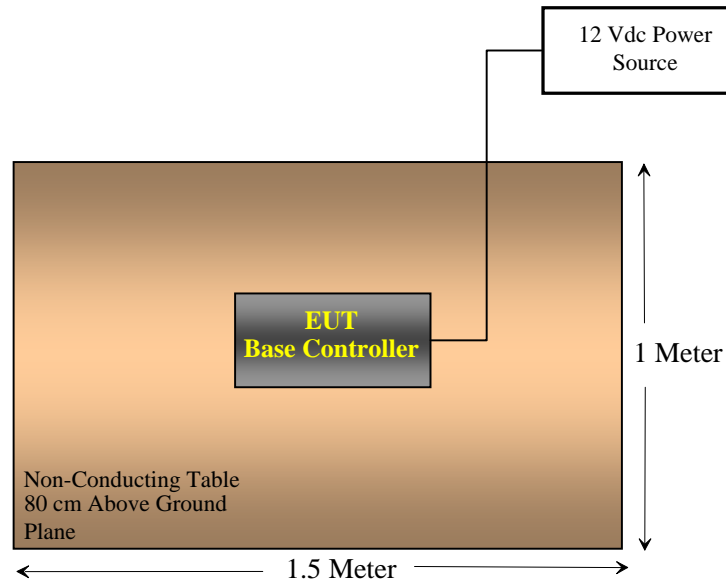 12 Vdc Power
Source
EUT
Base Controller
1 Meter
Non-Conducting Table
80 cm Above Ground
Plane
1.5 Meter